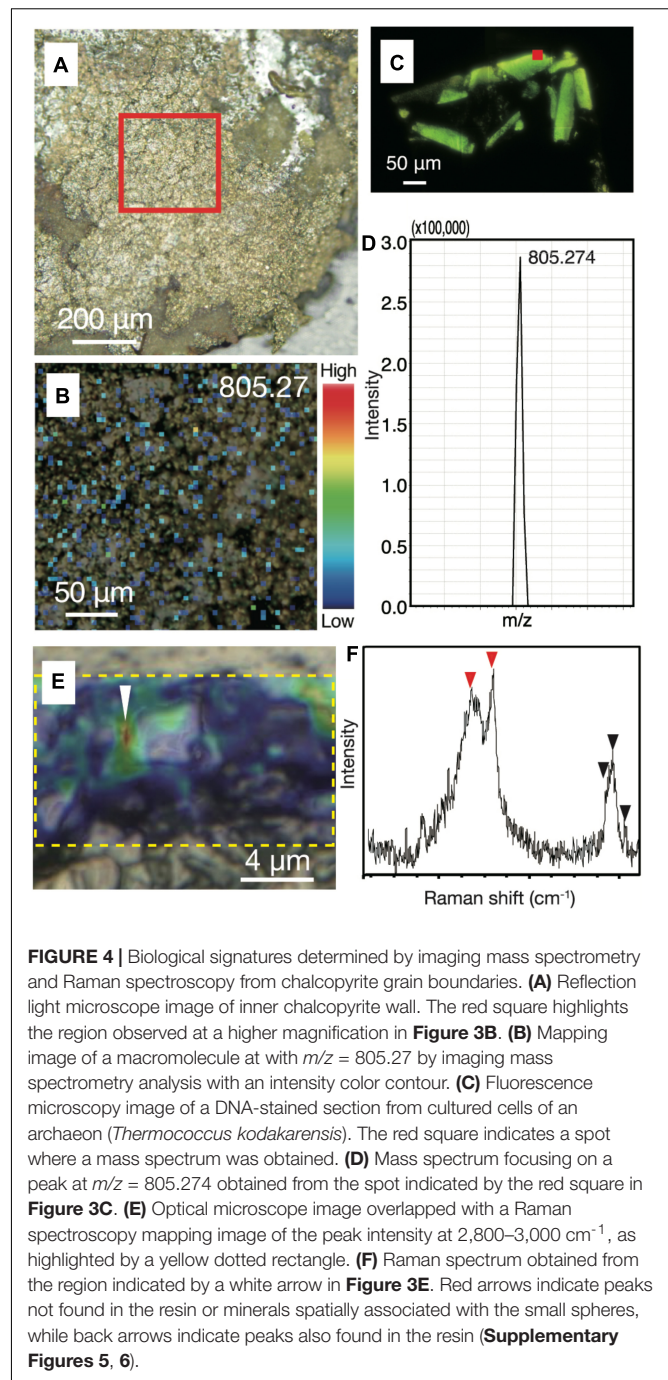 A
200 µm
C
50 µm
D
(x100,000)
3.0
805.274
2.5
2.0
Intensity
1.5
1.0
0.5
0.0
m/z
B
805.27
High
Low
50 µm
E
4 µm
F
Intensity
Raman shift (cm-1)
FIGURE 4 | Biological signatures determined by imaging mass spectrometry
and Raman spectroscopy from chalcopyrite grain boundaries. (A) Reflection
light microscope image of inner chalcopyrite wall. The red square highlights
the region observed at a higher magnification in Figure 3B. (B) Mapping
image of a macromolecule at with m/z = 805.27 by imaging mass
spectrometry analysis with an intensity color contour. (C) Fluorescence
microscopy image of a DNA-stained section from cultured cells of an
archaeon (Thermococcus kodakarensis). The red square indicates a spot
where a mass spectrum was obtained. (D) Mass spectrum focusing on a
peak at m/z = 805.274 obtained from the spot indicated by the red square in
Figure 3C. (E) Optical microscope image overlapped with a Raman
spectroscopy mapping image of the peak intensity at 2,800–3,000 cm-1, as
highlighted by a yellow dotted rectangle. (F) Raman spectrum obtained from
the region indicated by a white arrow in Figure 3E. Red arrows indicate peaks
not found in the resin or minerals spatially associated with the small spheres,
while back arrows indicate peaks also found in the resin (Supplementary
Figures 5, 6).